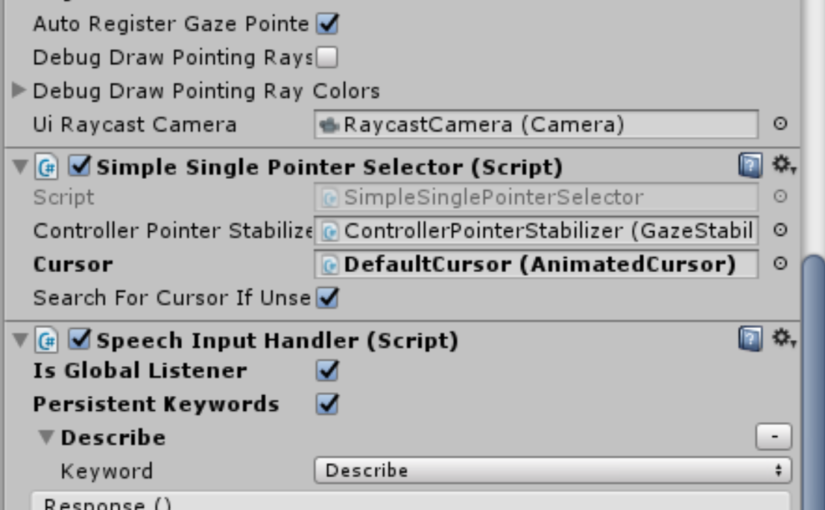 Auto Register Gaze Pointe
Debug Draw Pointing Rays
Debug Draw Pointing Ray Colors
Ui Raycast Camera RaycastCamera (Camera)
Simple Single Pointer Selector (Script)
Script SimpleSinglePointerSelector
Controller Pointer Stabilize ControllerPointerStabilizer (GazeStabil
Cursor DefaultCursor (AnimatedCursor)
Search For Cursor If Unse
Speech Input Handler (Script)
Is Global Listener
Persistent Keywords
Describe -
Keyword Describe
Response ()